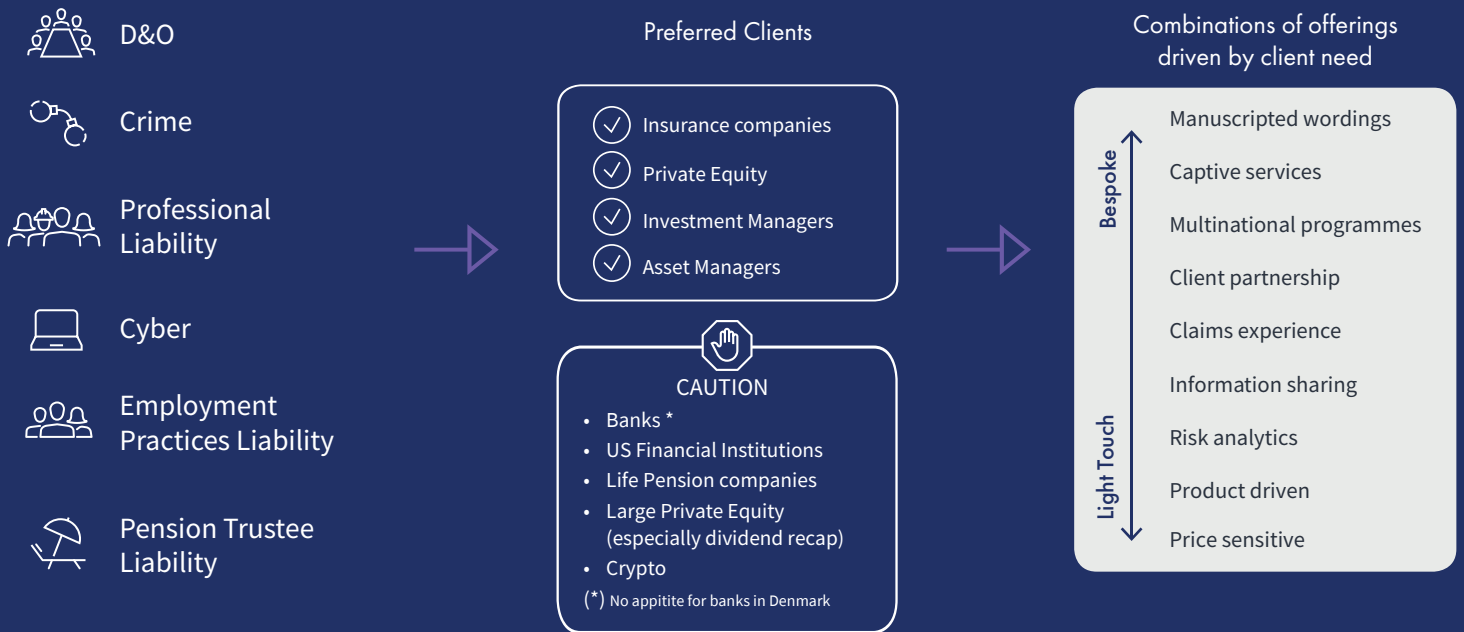 D&O
Crime
Professional
Liability
Cyber
Employment
Practices Liability
Pension Trustee
Liability
Preferred Clients
Insurance companies
Private Equity
Investment Managers
Asset Managers
CAUTION
• Banks *
• US Financial Institutions
• Life Pension companies
• Large Private Equity
(especially dividend recap)
• Crypto
(*) No appitite for banks in Denmark
Combinations of offerings
driven by client need
Bespoke
Light Touch
Manuscripted wordings
Captive services
Multinational programmes
Client partnership
Claims experience
Information sharing
Risk analytics
Product driven
Price sensitive